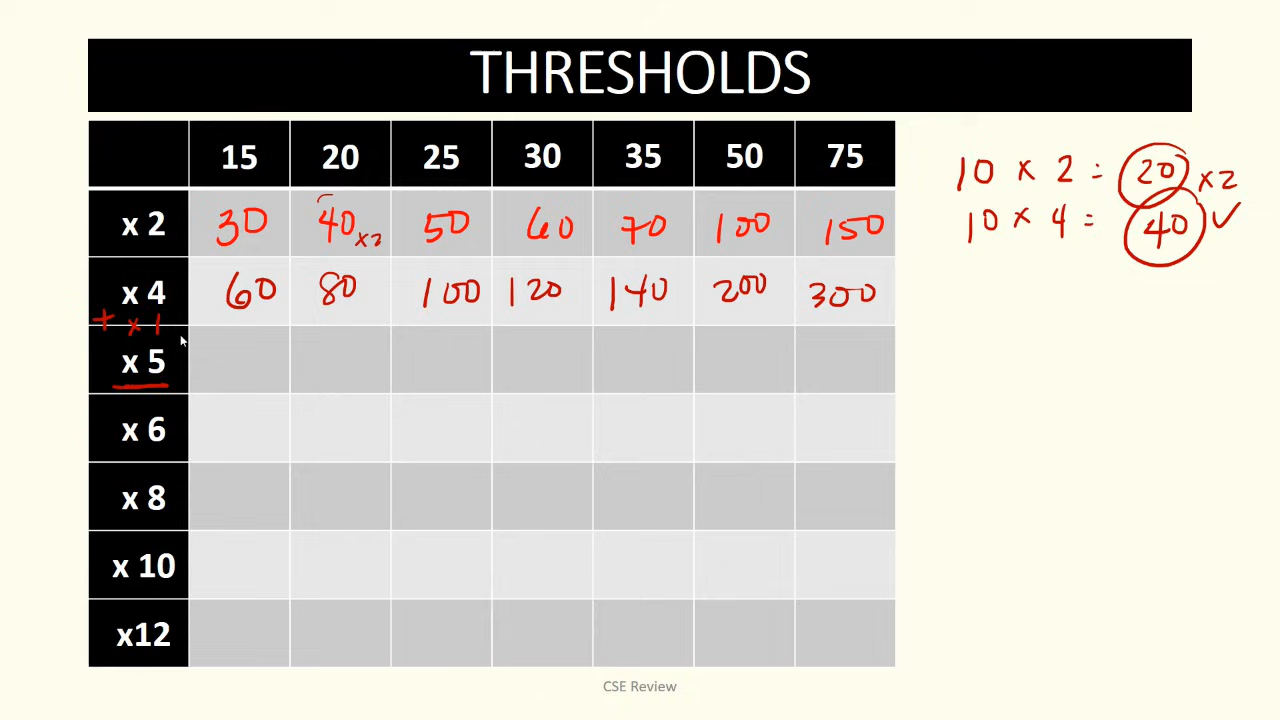 THRESHOLDS
15 20 25 30 35 50 75
x 2 30 40 x2 50 60 70 100 150
x 4 60 80 100 120 140 200 300
+ x 1
x 5
x 6
x 8
x 10
x12
10 x 2 = 20 x2
10 x 4 = 40 ✓
CSE Review